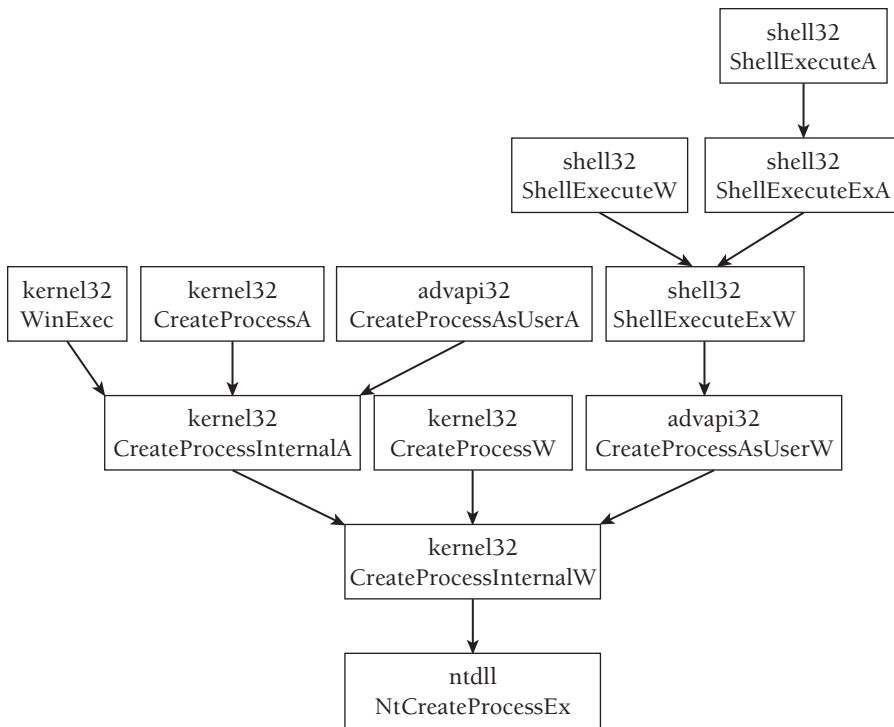 shell32
ShellExecuteA
shell32
ShellExecuteW
shell32
ShellExecuteExA
kernel32
WinExec
kernel32
CreateProcessA
advapi32
CreateProcessAsUserA
shell32
ShellExecuteExW
kernel32
CreateProcessInternalA
kernel32
CreateProcessW
advapi32
CreateProcessAsUserW
kernel32
CreateProcessInternalW
ntdll
NtCreateProcessEx